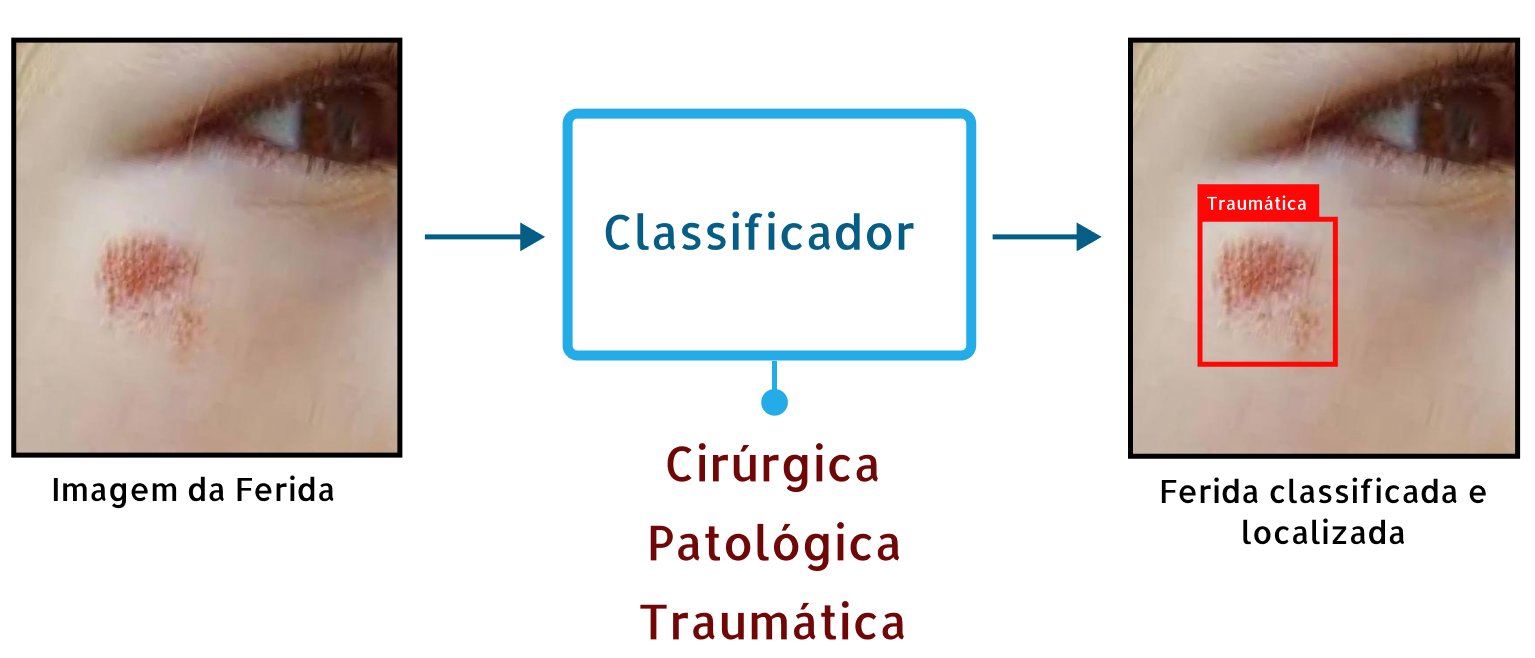 Imagem da Ferida
Classificador
Cirúrgica
Patológica
Traumática
Traumática
Ferida classificada e
localizada